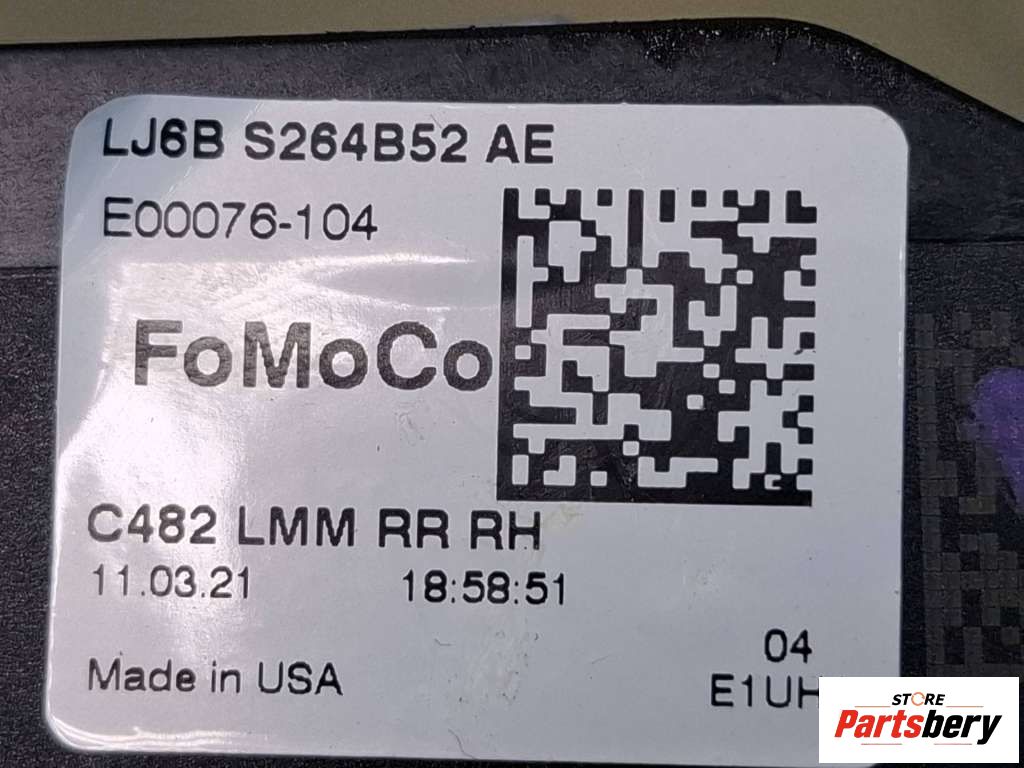 LJ6B S264B52 AE
E00076-104
FoMoCo
C482 LMM RR RH
11.03.21 18:58:51
Made in USA
04
STORE
Partsbery